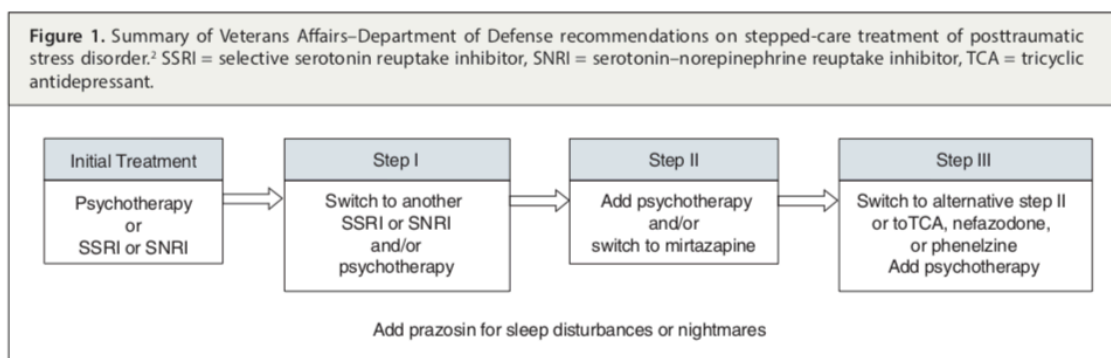 Figure 1. Summary of Veterans Affairs–Department of Defense recommendations on stepped-care treatment of posttraumatic
stress disorder.² SSRI = selective serotonin reuptake inhibitor, SNRI = serotonin–norepinephrine reuptake inhibitor, TCA = tricyclic
antidepressant.
Initial Treatment
Psychotherapy
or
SSRI or SNRI
Step I
Switch to another
SSRI or SNRI
and/or
psychotherapy
Step II
Add psychotherapy
and/or
switch to mirtazapine
Step III
Switch to alternative step II
or toTCA, nefazodone,
or phenelzine
Add psychotherapy
Add prazosin for sleep disturbances or nightmares